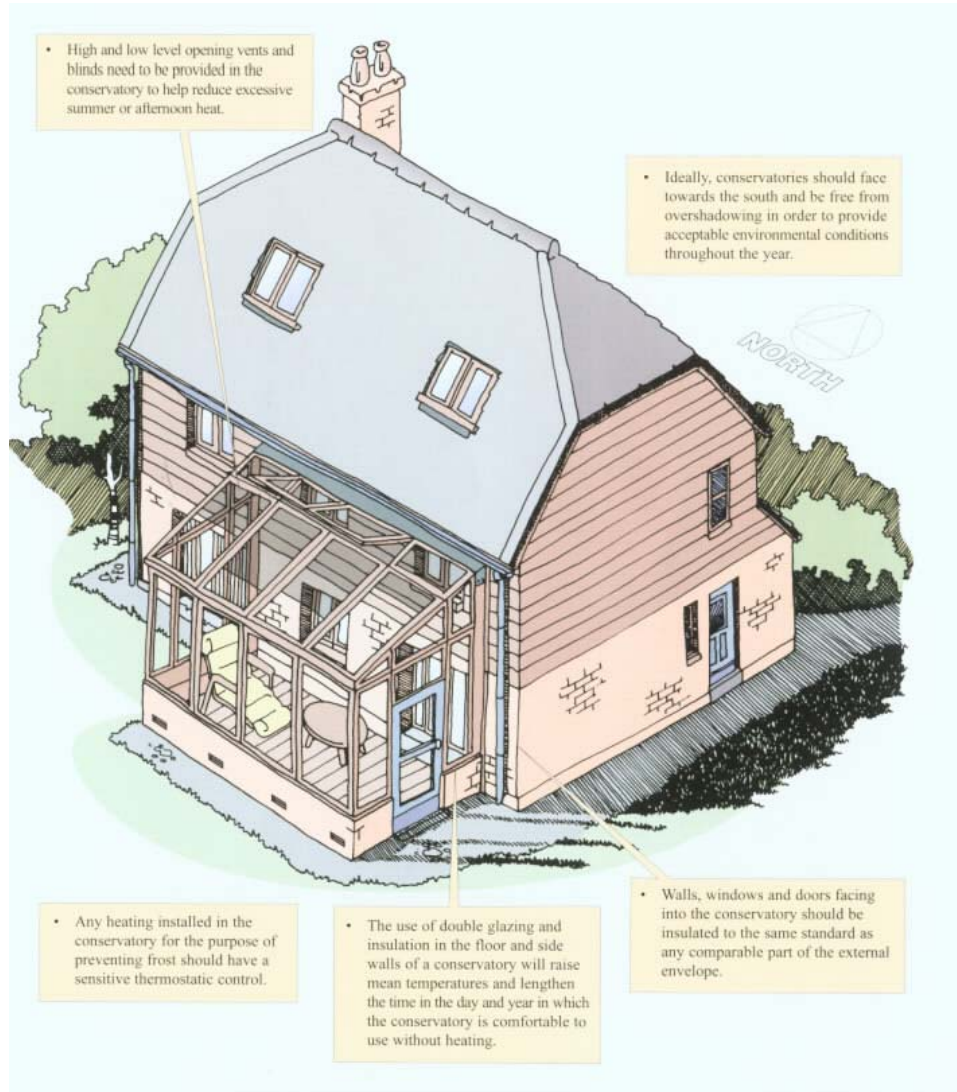 • High and low level opening vents and
blinds need to be provided in the
conservatory to help reduce excessive
summer or afternoon heat.
• Ideally, conservatories should face
towards the south and be free from
overshadowing in order to provide
acceptable environmental conditions
throughout the year.
NORTH
• Any heating installed in the
conservatory for the purpose of
preventing frost should have a
sensitive thermostatic control.
• The use of double glazing and
insulation in the floor and side
walls of a conservatory will raise
mean temperatures and lengthen
the time in the day and year in which
the conservatory is comfortable to
use without heating.
• Walls, windows and doors facing
into the conservatory should be
insulated to the same standard as
any comparable part of the external
envelope.